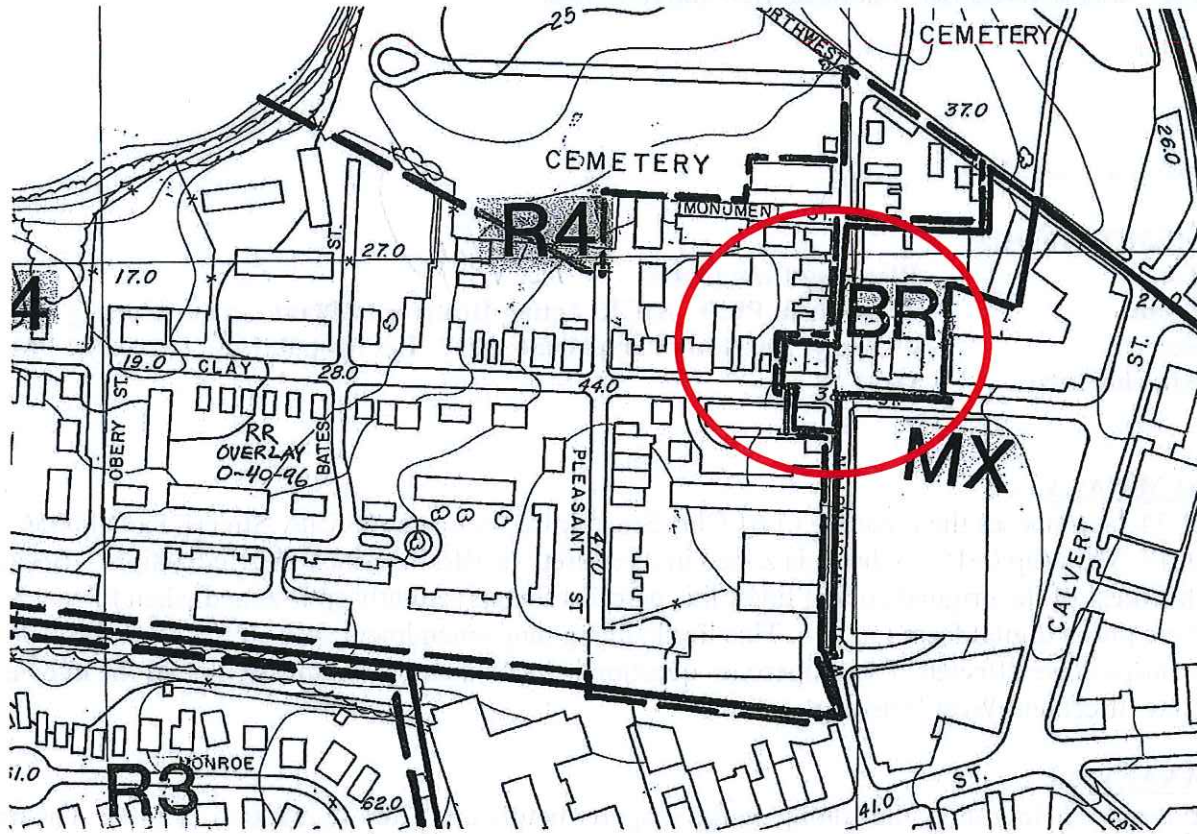 25
NORTHWEST
CEMETERY
37.0
26.0
CEMETERY
MONUMENT ST.
R4
ST.
27.0
17.0
4
BR
27.0
ST.
19.0
CLAY
28.0
44.0
OBERY ST.
RR
OVERLAY
O-40-96
BATES
PLEASANT ST
47.0
MX
CALVERT
MONROE
R3
61.0
62.0
ST.
41.0